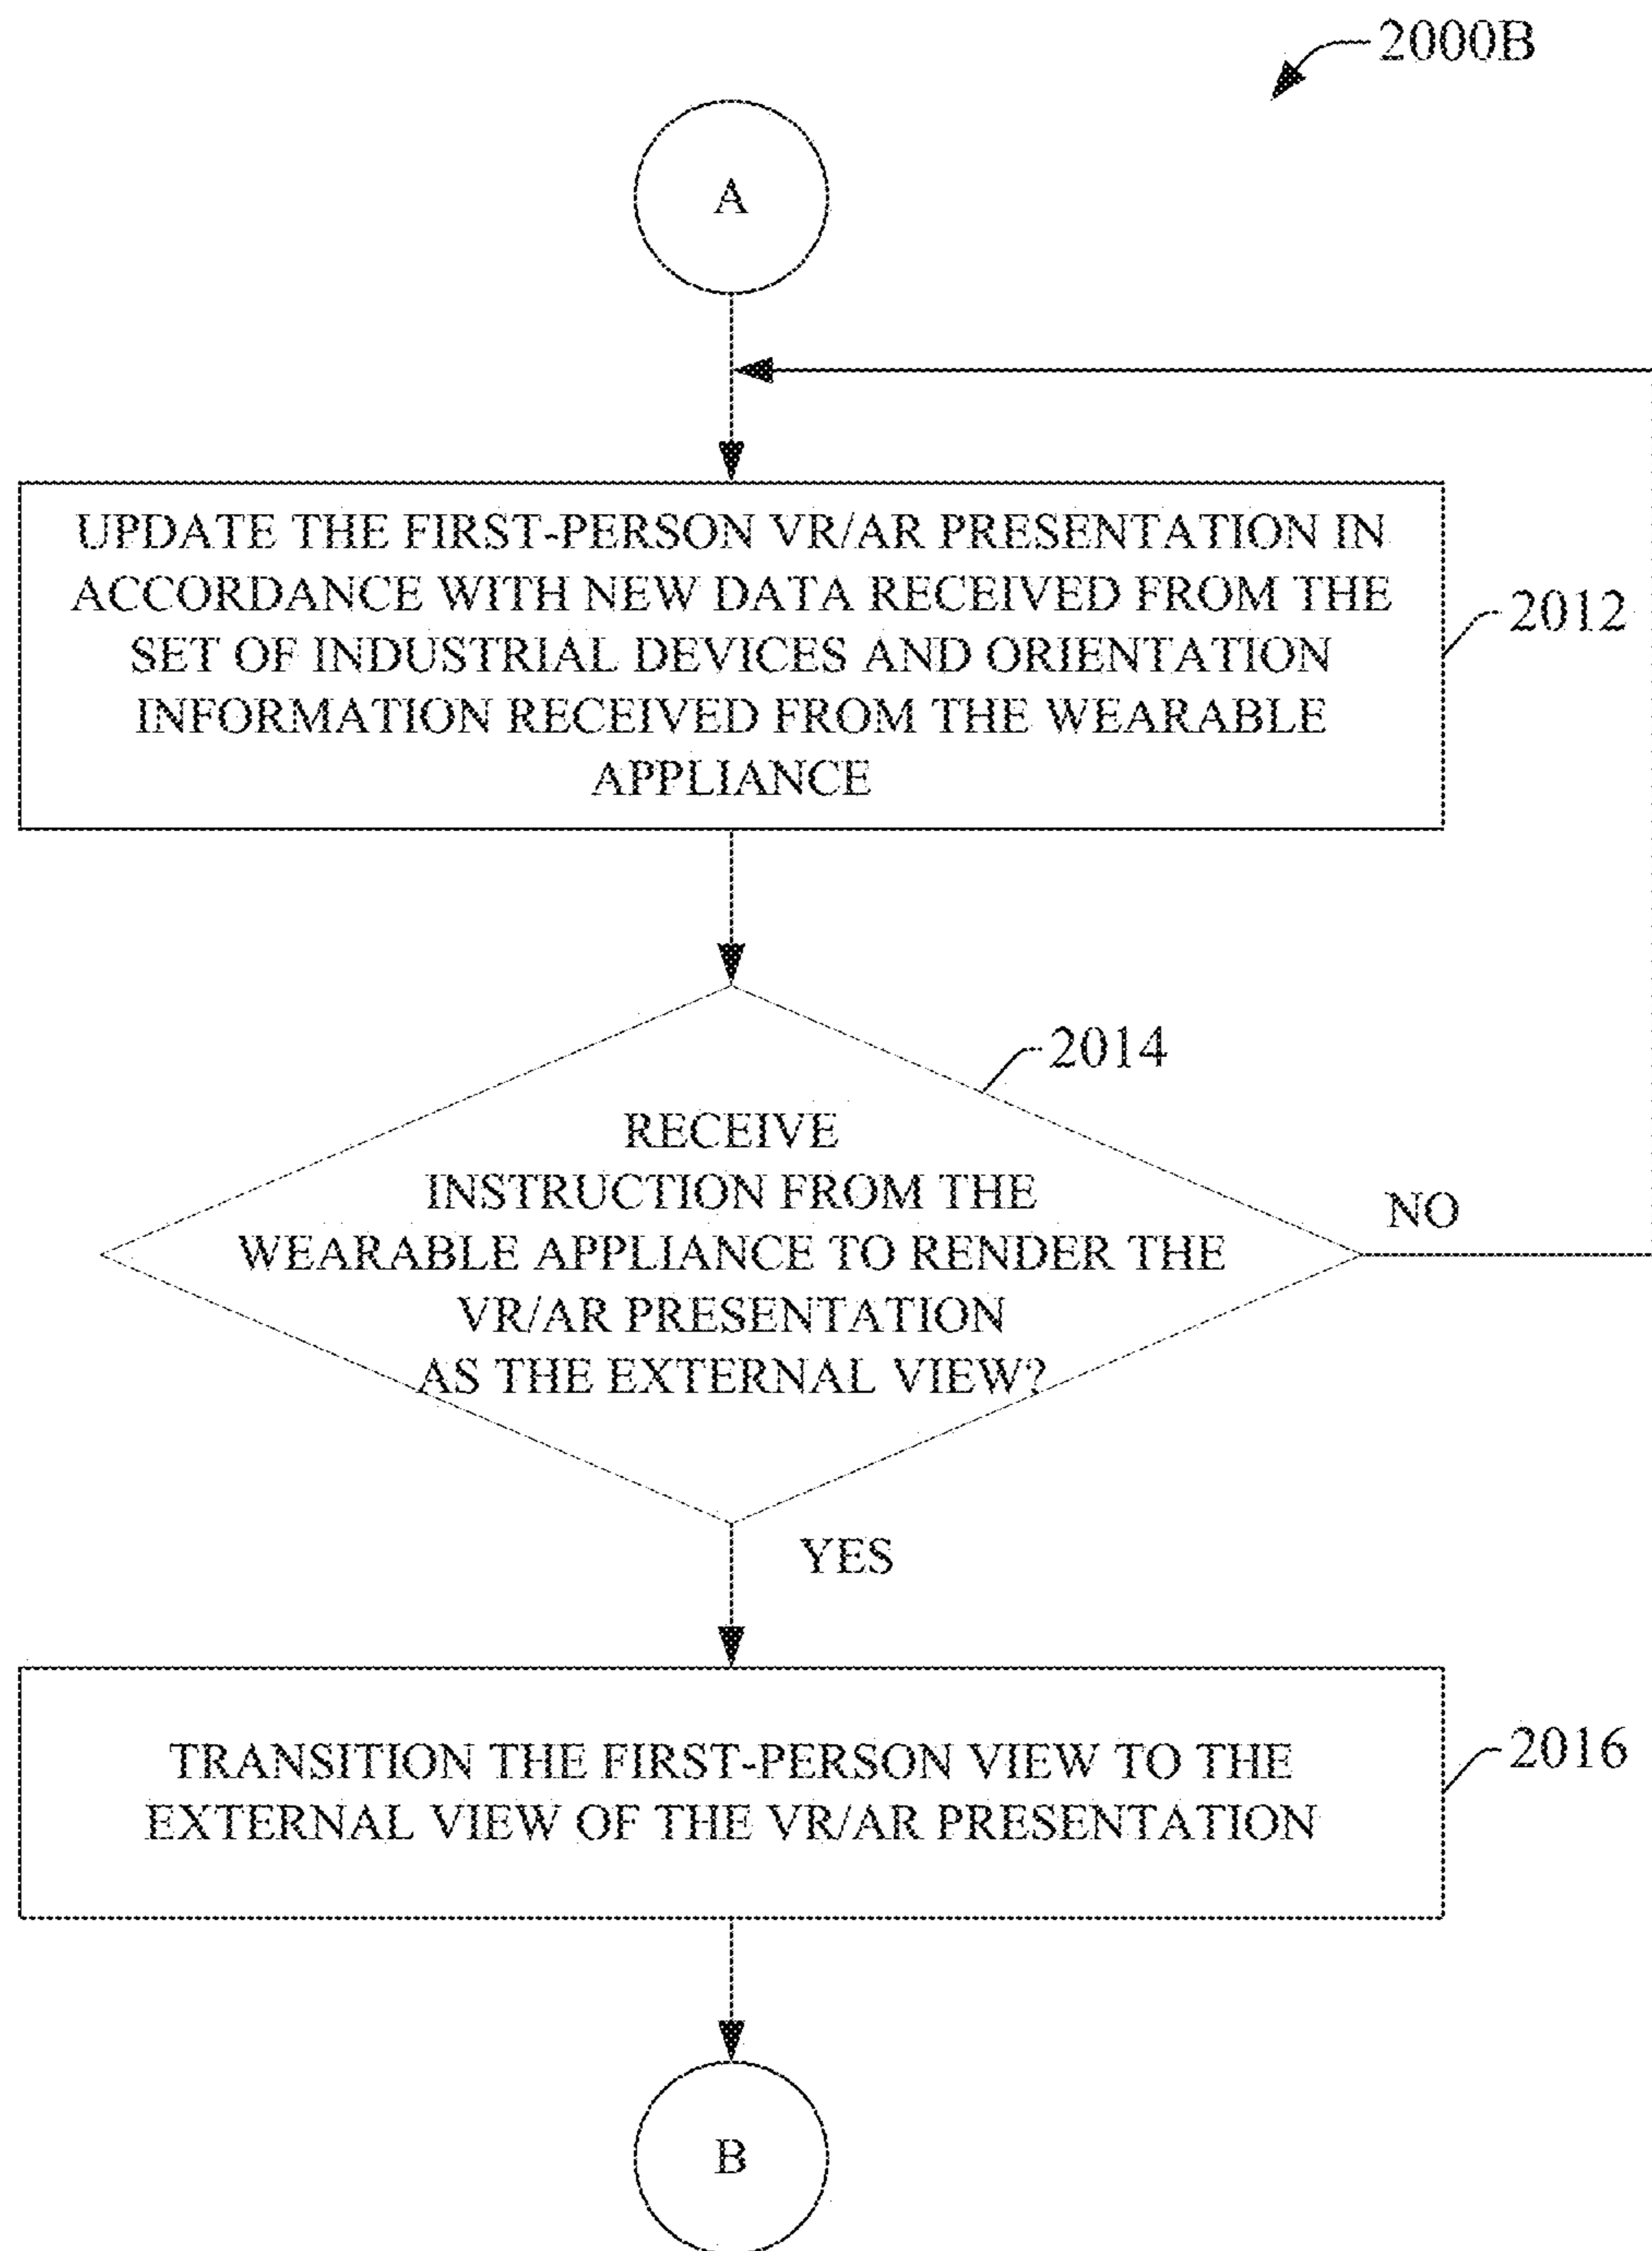 2000B
A
UPDATE THE FIRST-PERSON VR/AR PRESENTATION IN
ACCORDANCE WITH NEW DATA RECEIVED FROM THE
SET OF INDUSTRIAL DEVICES AND ORIENTATION
INFORMATION RECEIVED FROM THE WEARABLE
APPLIANCE
2012
2014
RECEIVE
INSTRUCTION FROM THE
WEARABLE APPLIANCE TO RENDER THE
VR/AR PRESENTATION
AS THE EXTERNAL VIEW?
NO
YES
TRANSITION THE FIRST-PERSON VIEW TO THE
EXTERNAL VIEW OF THE VR/AR PRESENTATION
2016
B